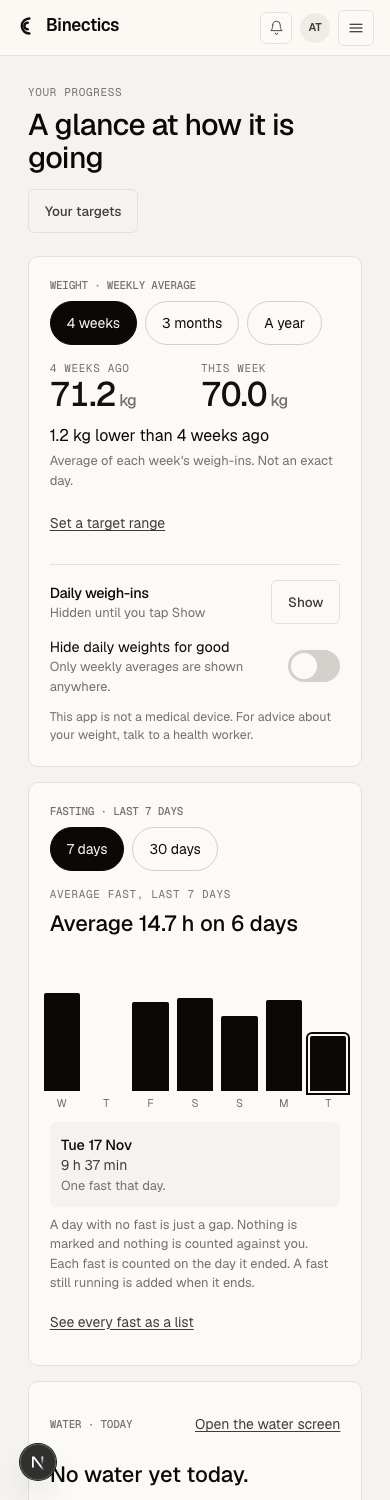 Binectics
AT
YOUR PROGRESS
A glance at how it is
going
Your targets
WEIGHT · WEEKLY AVERAGE
4 weeks
3 months
A year
4 WEEKS AGO
THIS WEEK
71.2 kg
70.0 kg
1.2 kg lower than 4 weeks ago
Average of each week's weigh-ins. Not an exact
day.
Set a target range
Daily weigh-ins
Hidden until you tap Show
Show
Hide daily weights for good
Only weekly averages are shown
anywhere.
This app is not a medical device. For advice about
your weight, talk to a health worker.
FASTING · LAST 7 DAYS
7 days
30 days
AVERAGE FAST, LAST 7 DAYS
Average 14.7 h on 6 days
W T F S S M T
Tue 17 Nov
9 h 37 min
One fast that day.
A day with no fast is just a gap. Nothing is
marked and nothing is counted against you.
Each fast is counted on the day it ended. A fast
still running is added when it ends.
See every fast as a list
WATER · TODAY
Open the water screen
N
No water yet today.